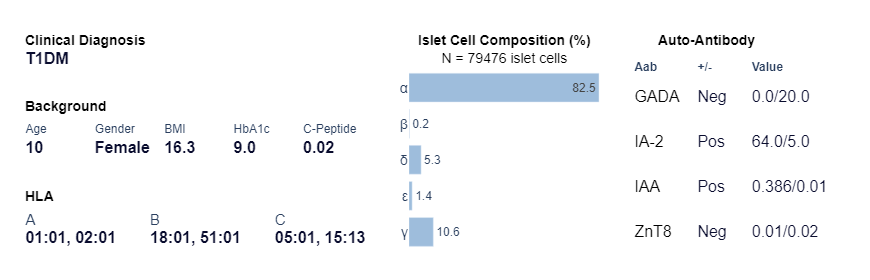 Clinical Diagnosis
T1DM
Background
Age Gender BMI HbA1c C-Peptide
10 Female 16.3 9.0 0.02
HLA
A B C
01:01, 02:01 18:01, 51:01 05:01, 15:13
Islet Cell Composition (%)
N = 79476 islet cells
α 82.5
β 0.2
δ 5.3
ε 1.4
γ 10.6
Auto-Antibody
Aab +/- Value
GADA Neg 0.0/20.0
IA-2 Pos 64.0/5.0
IAA Pos 0.386/0.01
ZnT8 Neg 0.01/0.02